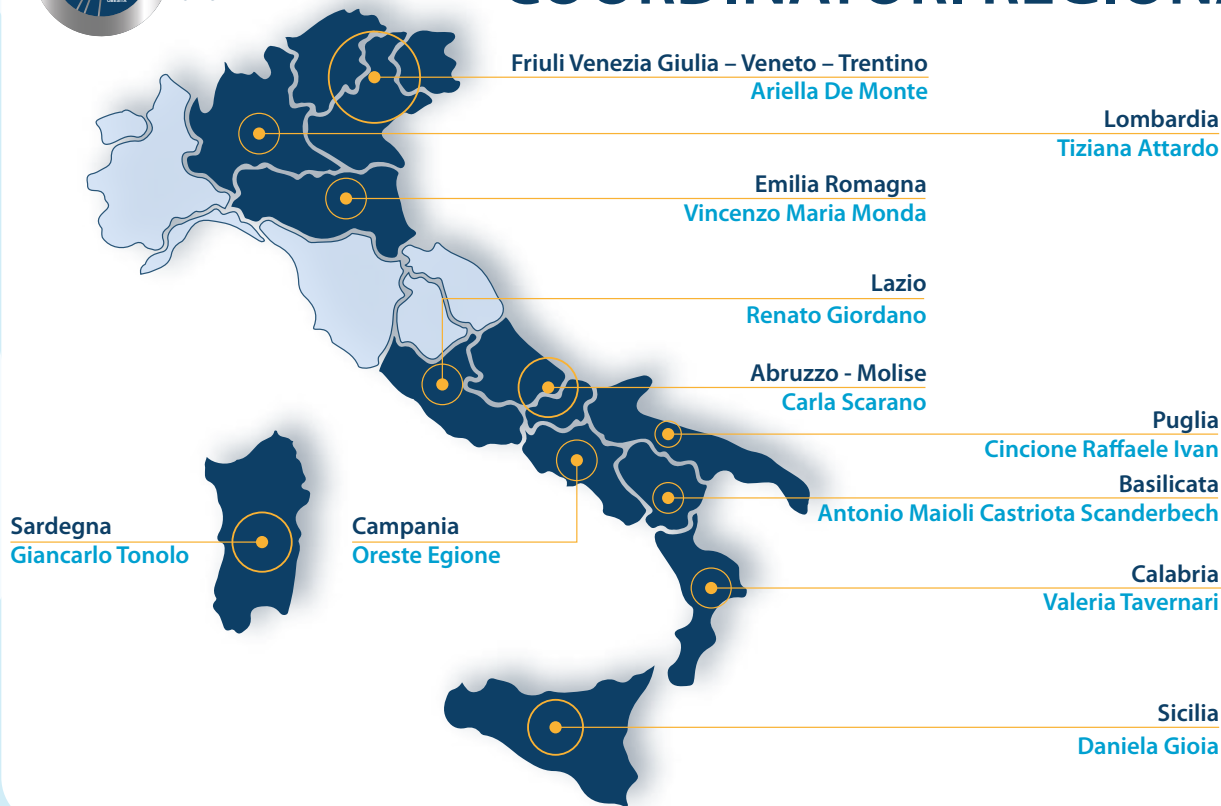 COORDINATORI REGIONA
Friuli Venezia Giulia – Veneto – Trentino
Ariella De Monte
Lombardia
Tiziana Attardo
Emilia Romagna
Vincenzo Maria Monda
Lazio
Renato Giordano
Abruzzo - Molise
Carla Scarano
Puglia
Cincione Raffaele Ivan
Basilicata
Antonio Maioli Castriota Scanderbech
Sardegna
Giancarlo Tonolo
Campania
Oreste Egione
Calabria
Valeria Tavernari
Sicilia
Daniela Gioia